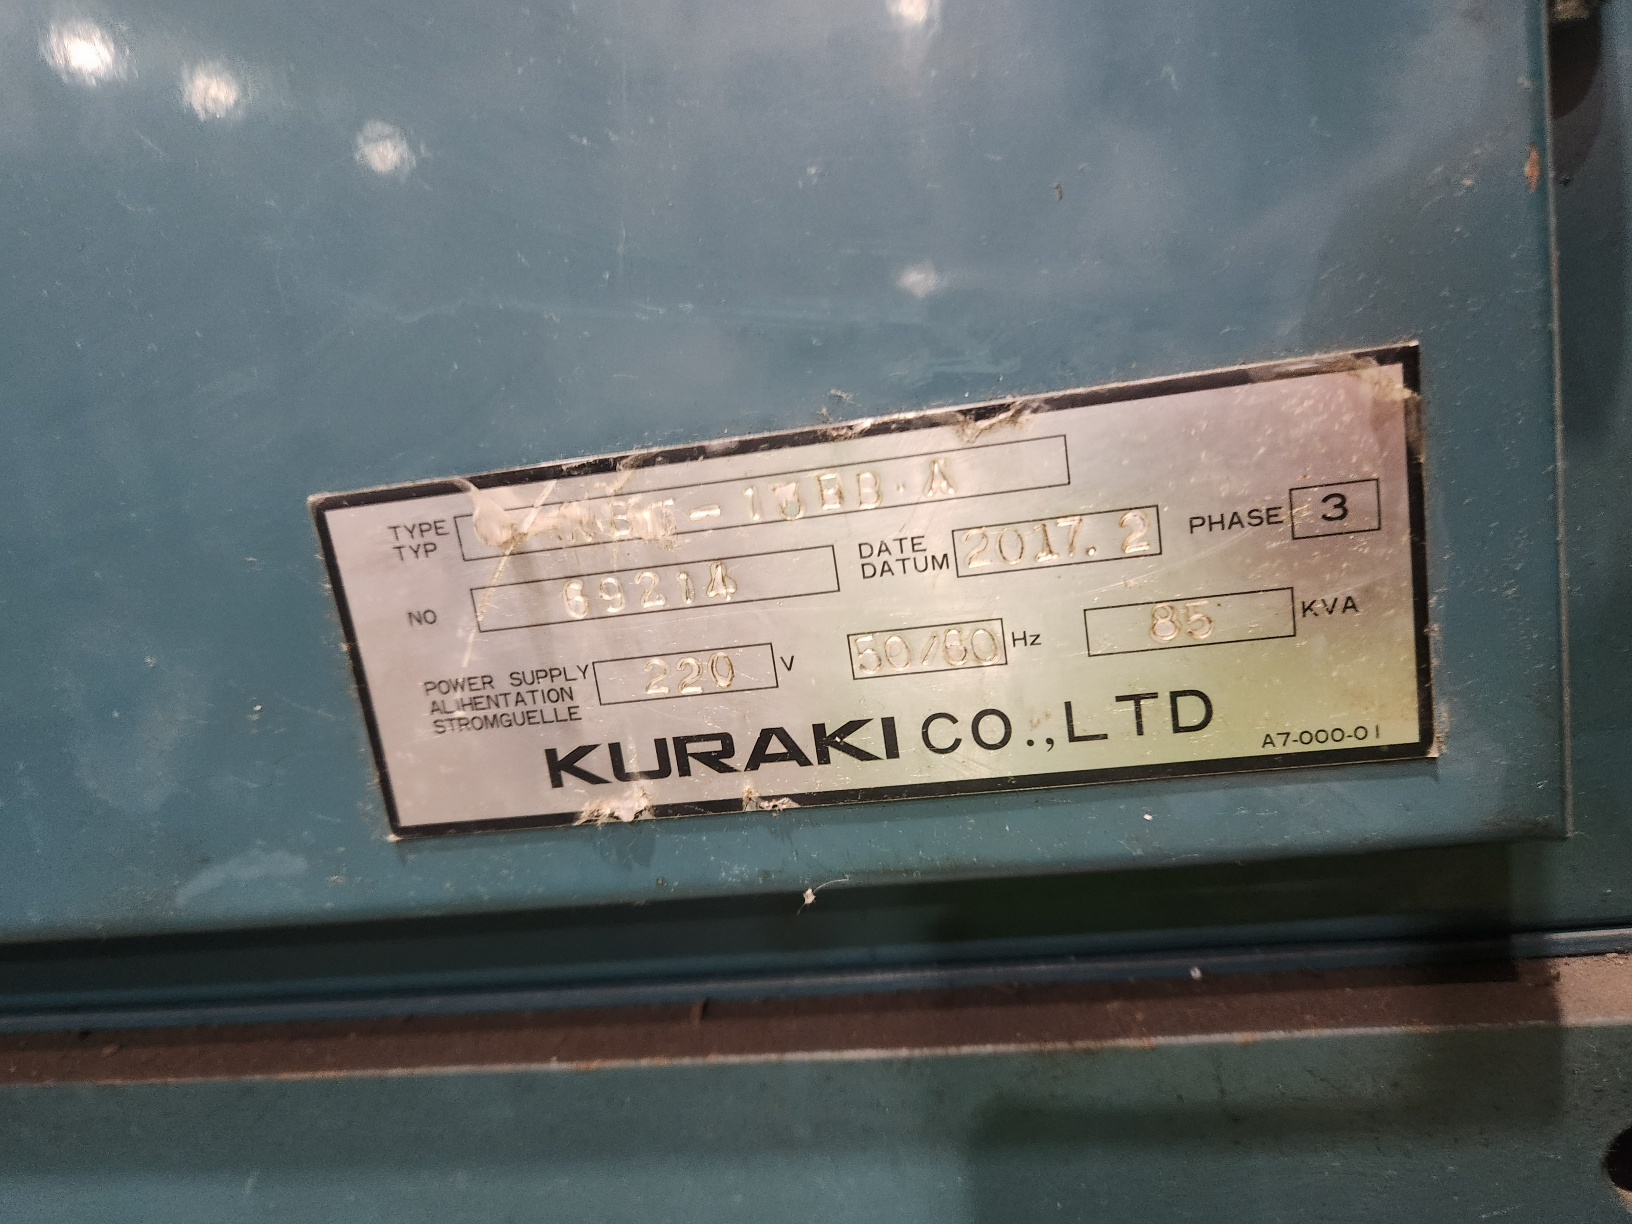 TYPE
TYP
DATE
DATUM 2017. 2
PHASE 3
NO 69214
POWER SUPPLY
ALIHENTATION
STROMGUELLE
220 V
50/60 Hz
85 KVA
KURAKI CO.,LTD
A7-000-01